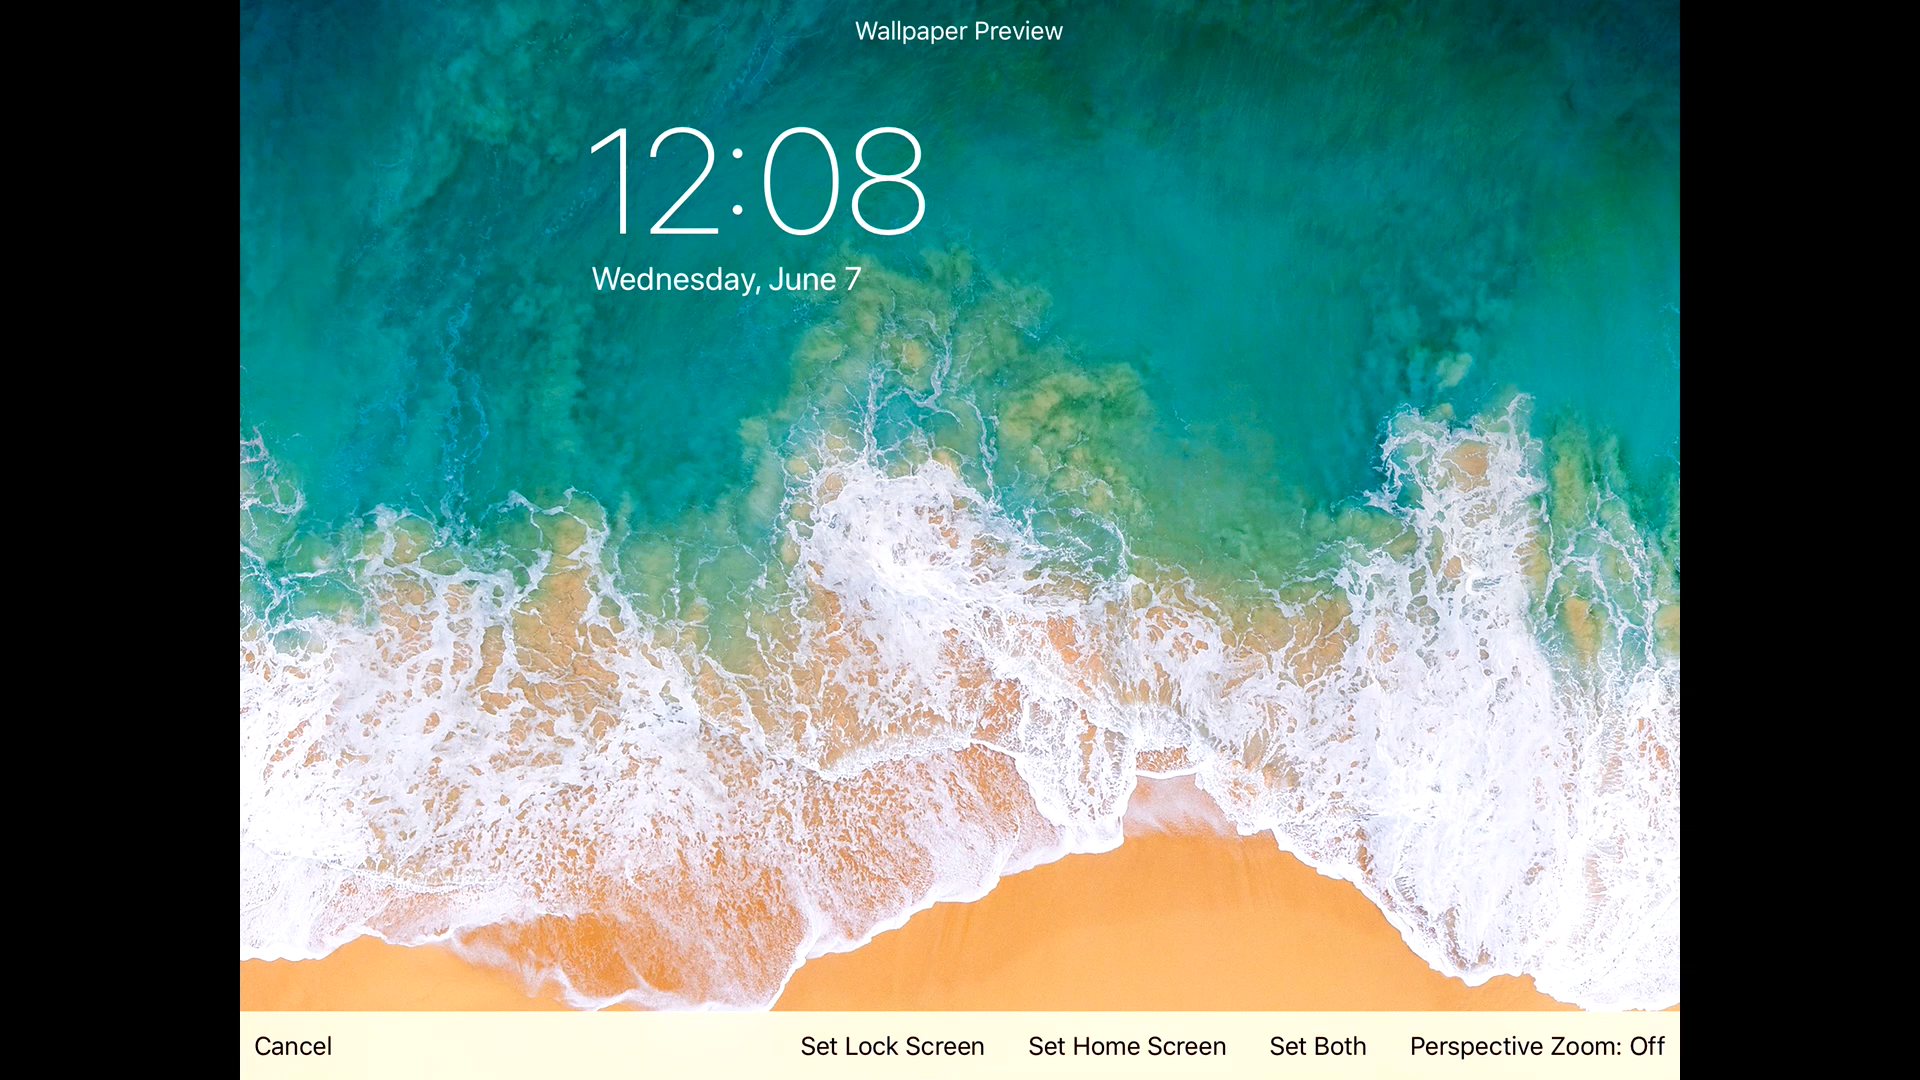 Wallpaper Preview
12:08
Wednesday, June 7
Cancel
Set Lock Screen
Set Home Screen
Set Both
Perspective Zoom: Off